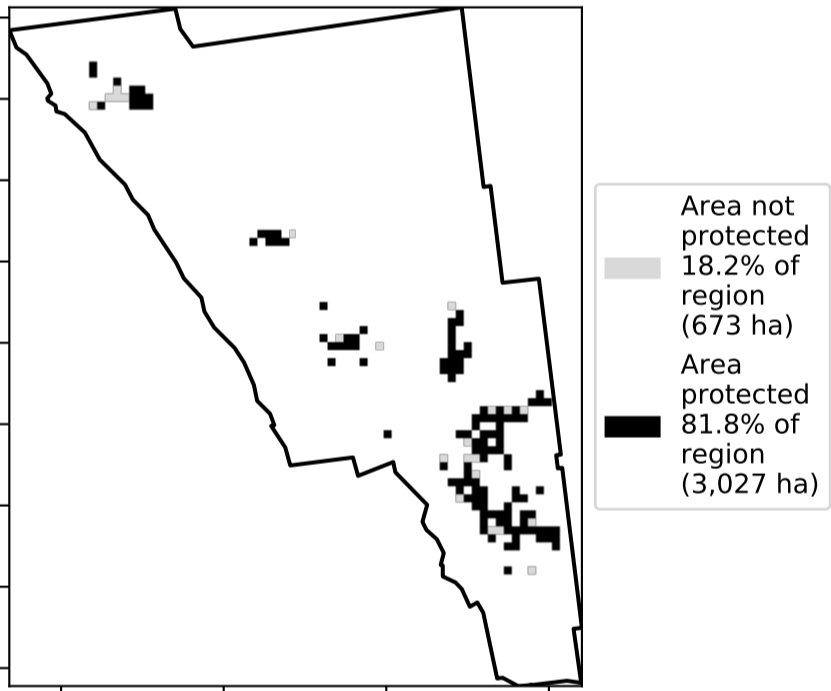 Area not
protected
18.2% of
region
(673 ha)
Area
protected
81.8% of
region
(3,027 ha)